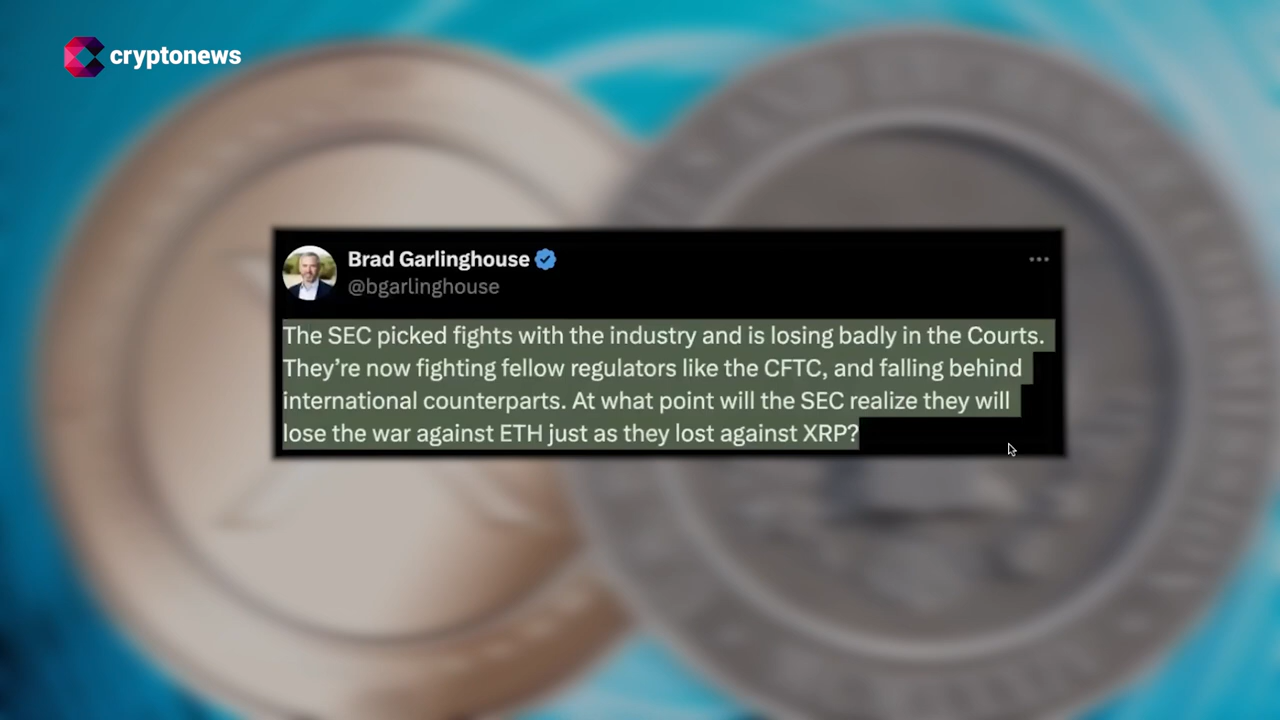 cryptonews
Brad Garlinghouse
@bgarlinghouse
The SEC picked fights with the industry and is losing badly in the Courts.
They’re now fighting fellow regulators like the CFTC, and falling behind
international counterparts. At what point will the SEC realize they will
lose the war against ETH just as they lost against XRP?